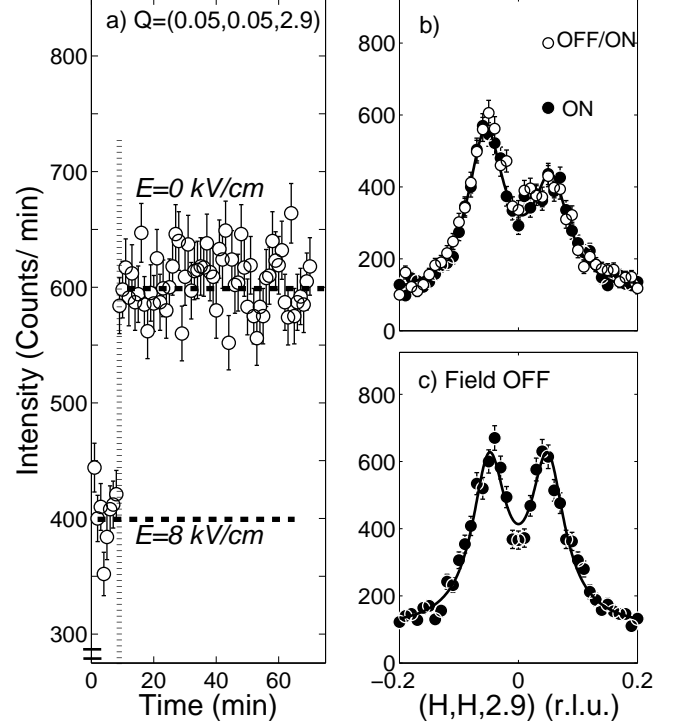 a) Q=(0.05,0.05,2.9)
800
700
600
500
400
300
E=0 kV/cm
E=8 kV/cm
0
20
40
60
Time (min)
Intensity (Counts/ min)
b)
OFF/ON
ON
800
600
400
200
0
c) Field OFF
800
600
400
200
0
−0.2
0
0.2
(H,H,2.9) (r.l.u.)